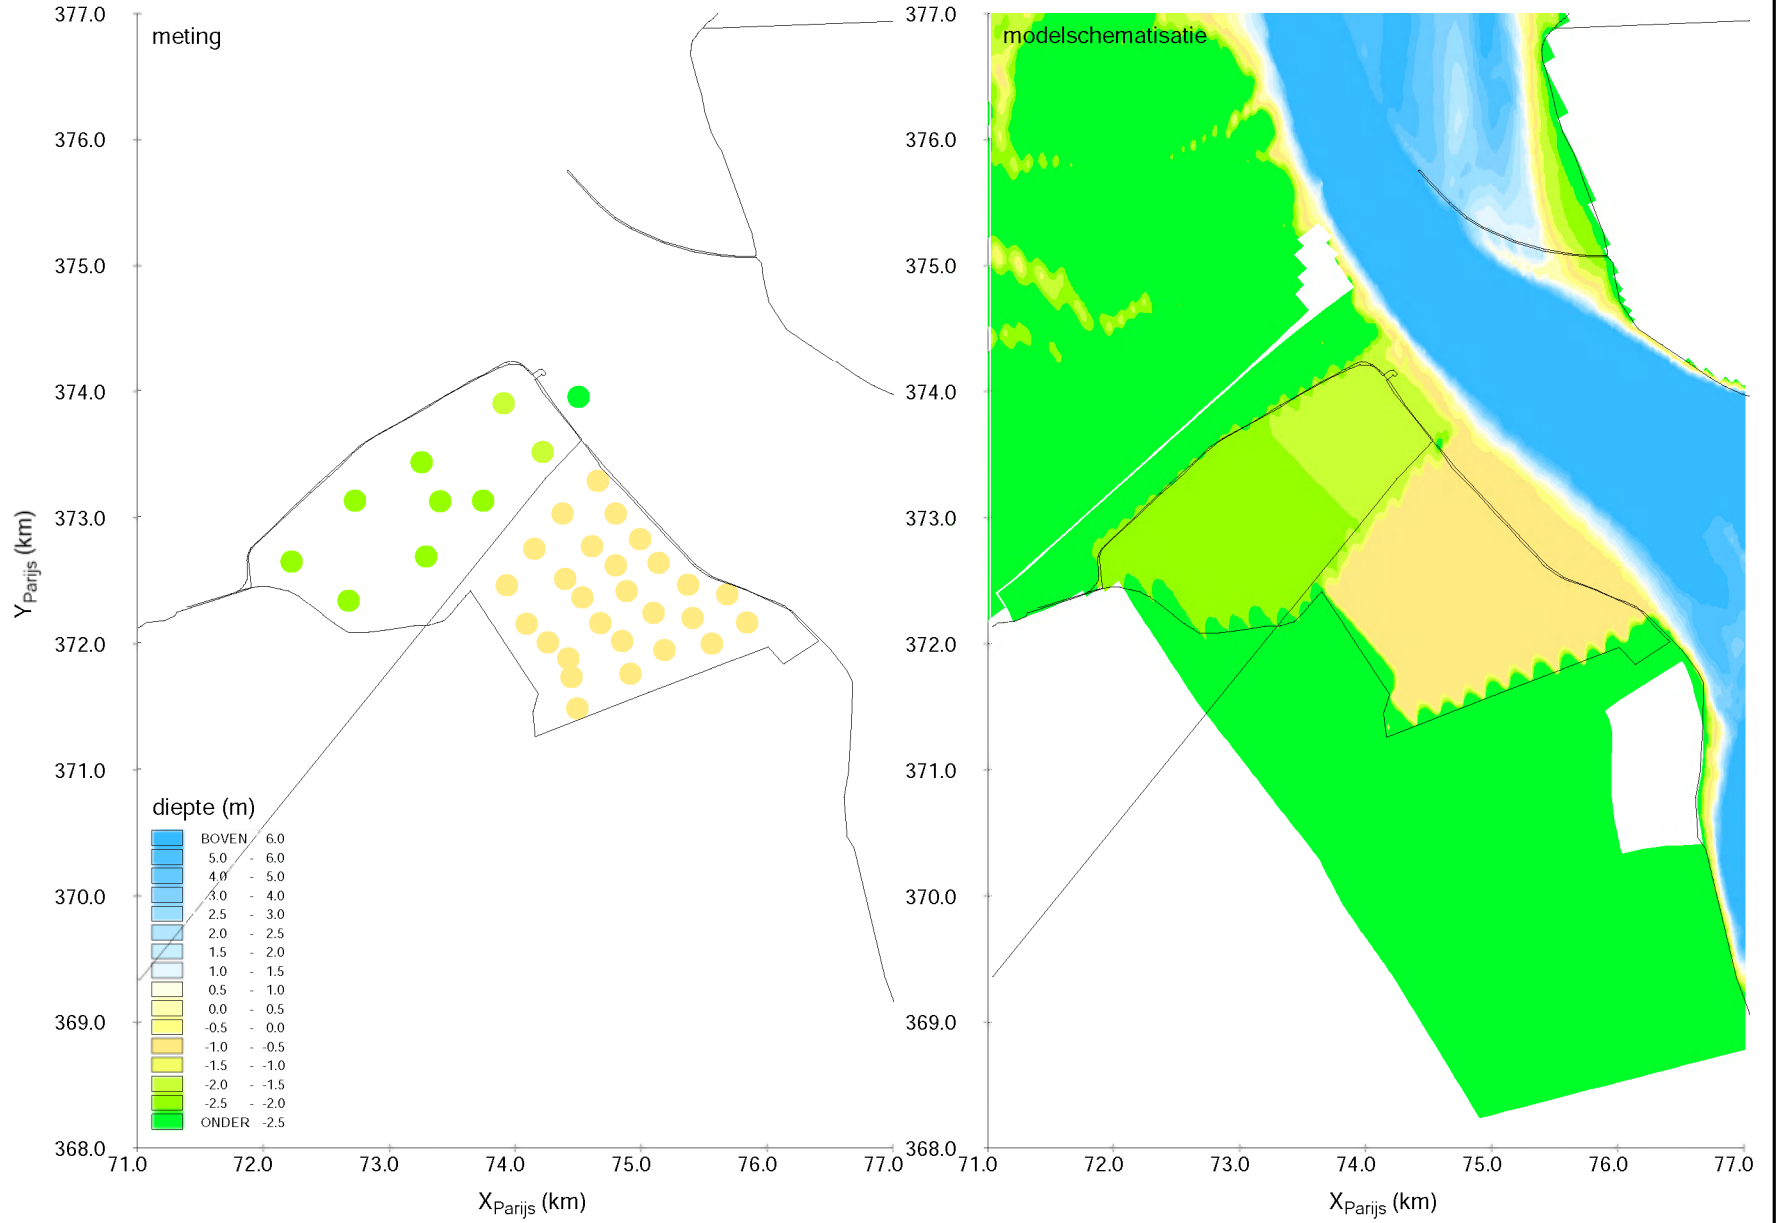 meting
377.0
376.0
375.0
374.0
373.0
372.0
371.0
370.0
369.0
368.0
Y Parijs (km)
diepte (m)
BOVEN 6.0
5.0 - 6.0
4.0 - 5.0
3.0 - 4.0
2.5 - 3.0
2.0 - 2.5
1.5 - 2.0
1.0 - 1.5
0.5 - 1.0
0.0 - 0.5
-0.5 - 0.0
-1.0 - -0.5
-1.5 - -1.0
-2.0 - -1.5
-2.5 - -2.0
ONDER -2.5
71.0 72.0 73.0 74.0 75.0 76.0 77.0
X Parijs (km)
modelschematisatie
377.0
376.0
375.0
374.0
373.0
372.0
371.0
370.0
369.0
368.0
71.0 72.0 73.0 74.0 75.0 76.0 77.0
X Parijs (km)